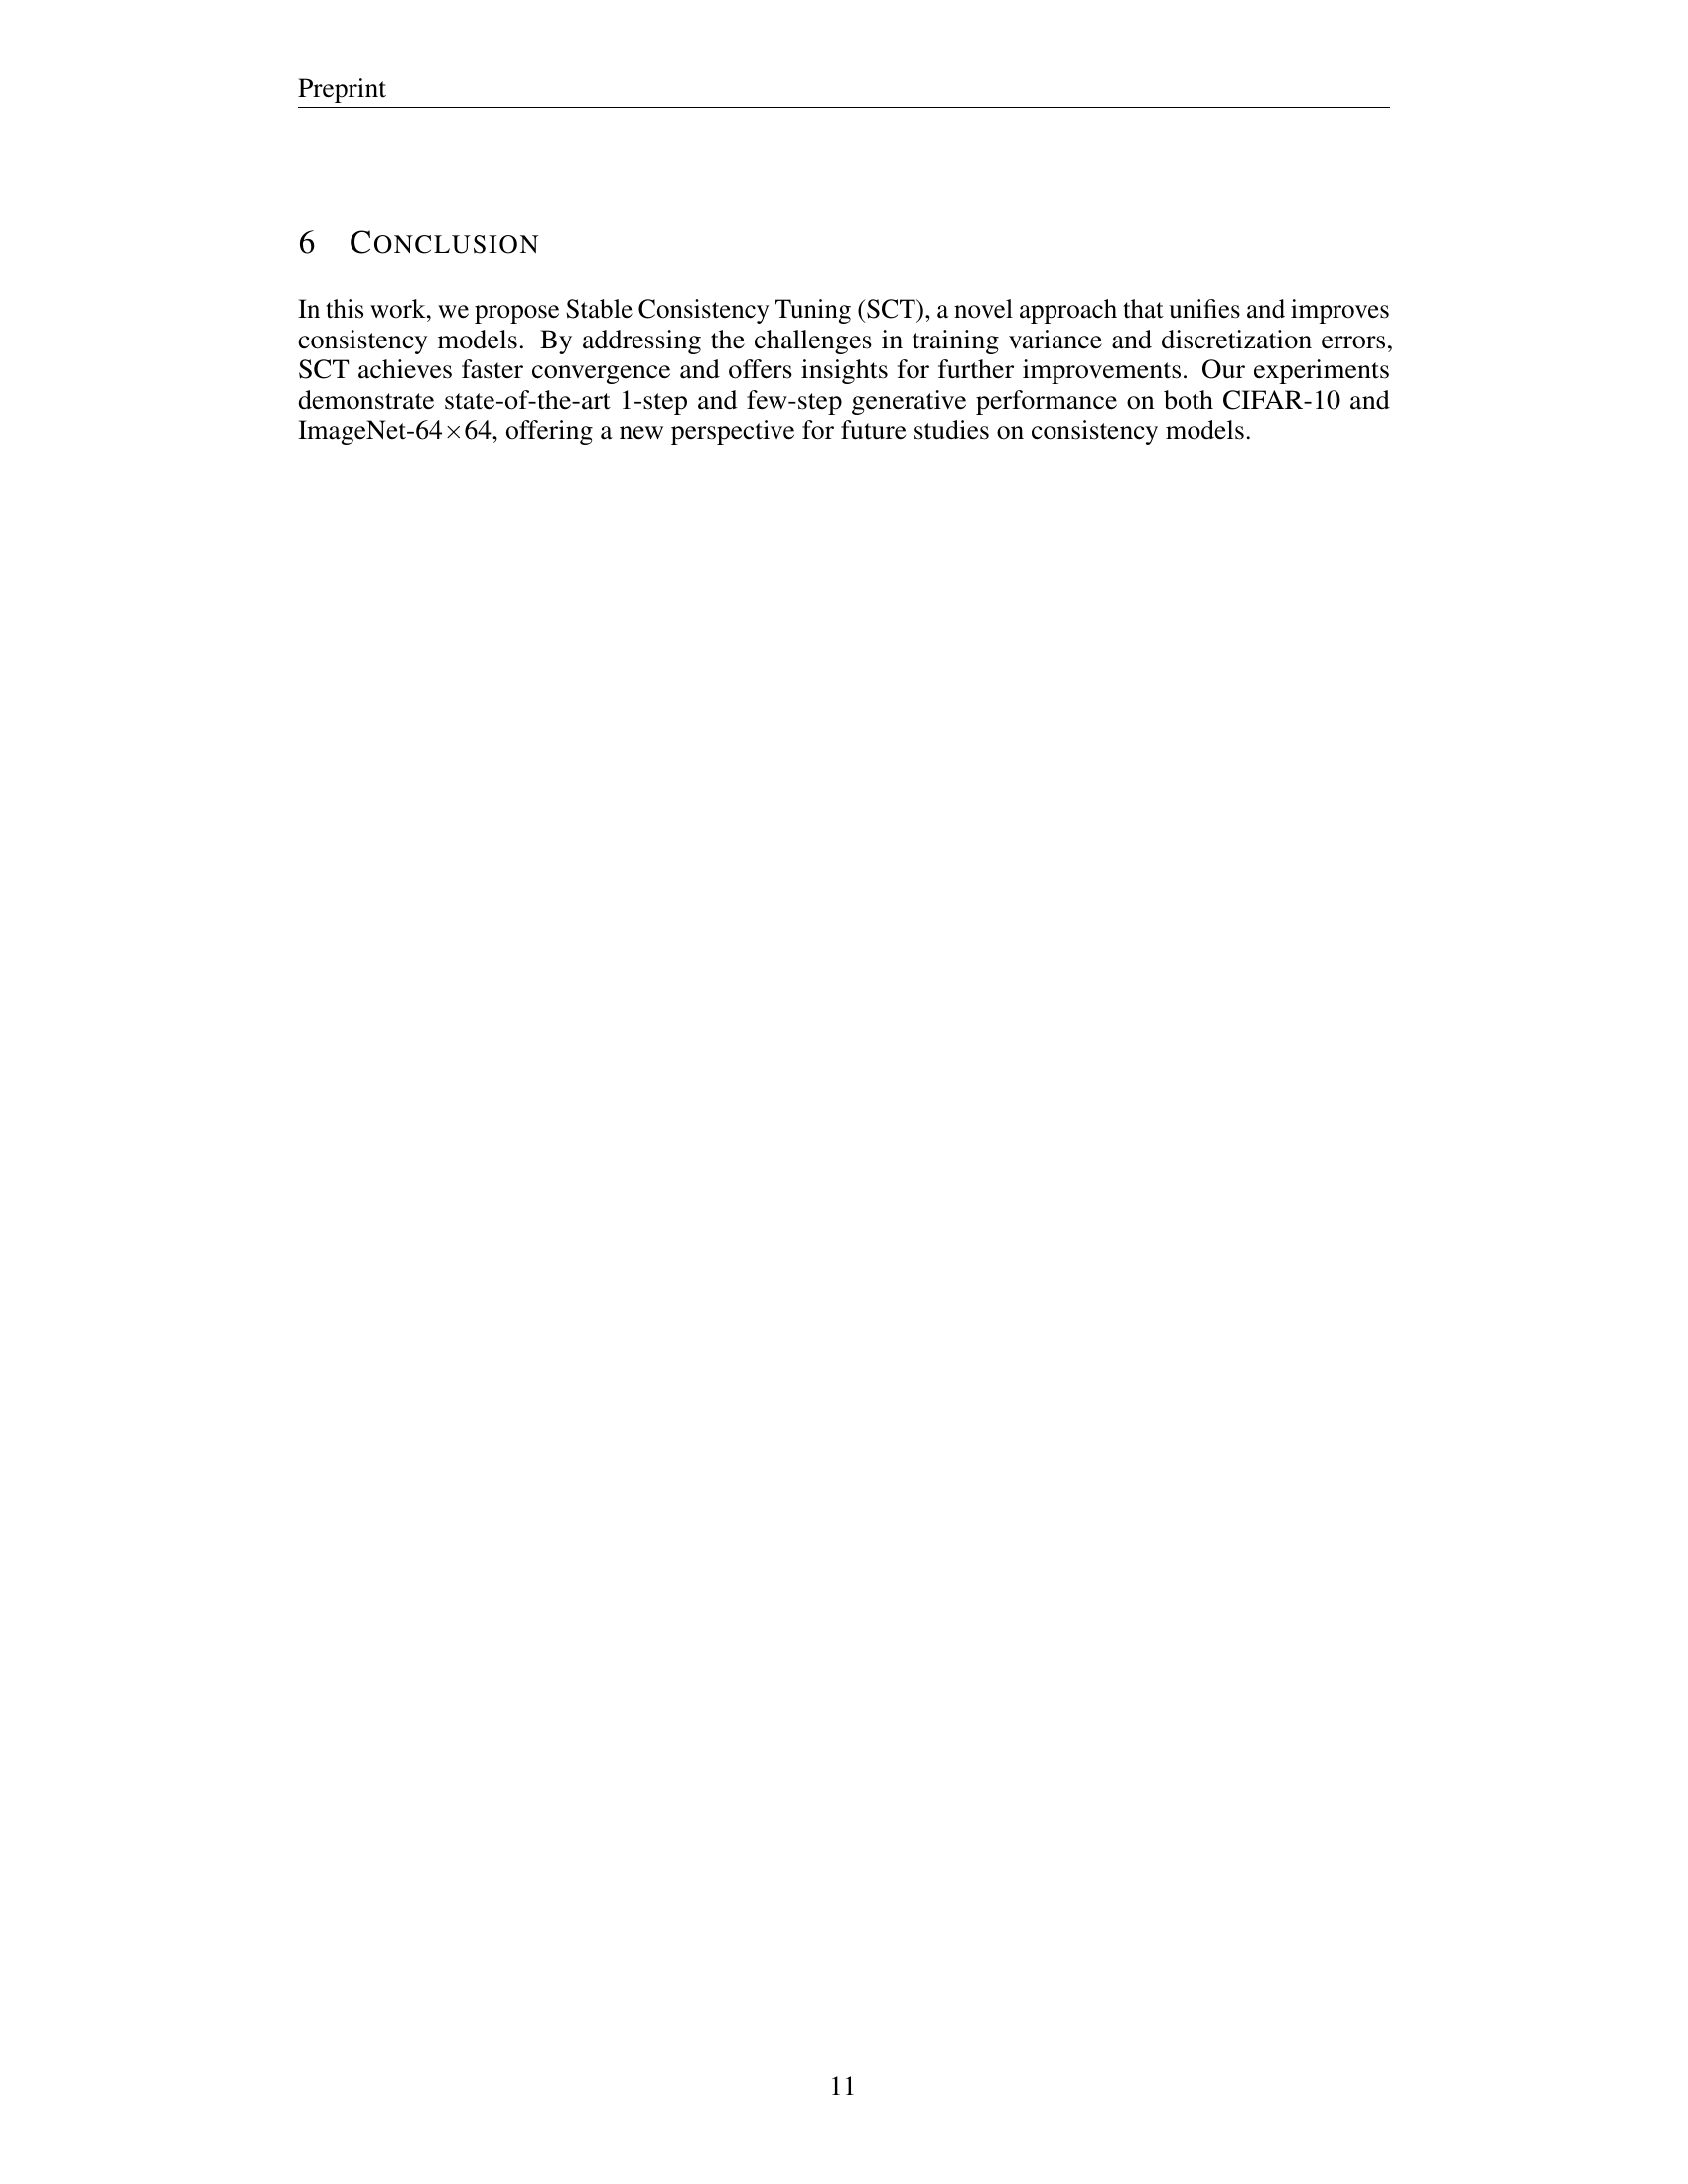 Preprint
6 CONCLUSION
In this work, we propose Stable Consistency Tuning (SCT), a novel approach that unifies and improves
consistency models. By addressing the challenges in training variance and discretization errors,
SCT achieves faster convergence and offers insights for further improvements. Our experiments
demonstrate state-of-the-art 1-step and few-step generative performance on both CIFAR-10 and
ImageNet-64×64, offering a new perspective for future studies on consistency models.
11